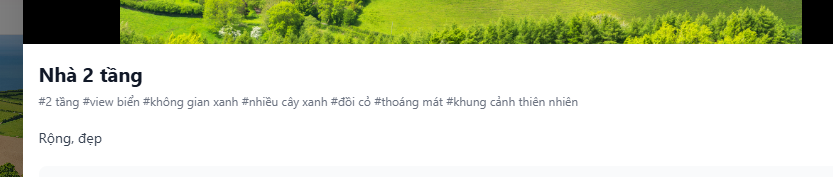 Nhà 2 tầng
#2 tầng #view biển #không gian xanh #nhiều cây xanh #đồi cỏ #thoáng mát #khung cảnh thiên nhiên
Rộng, đẹp